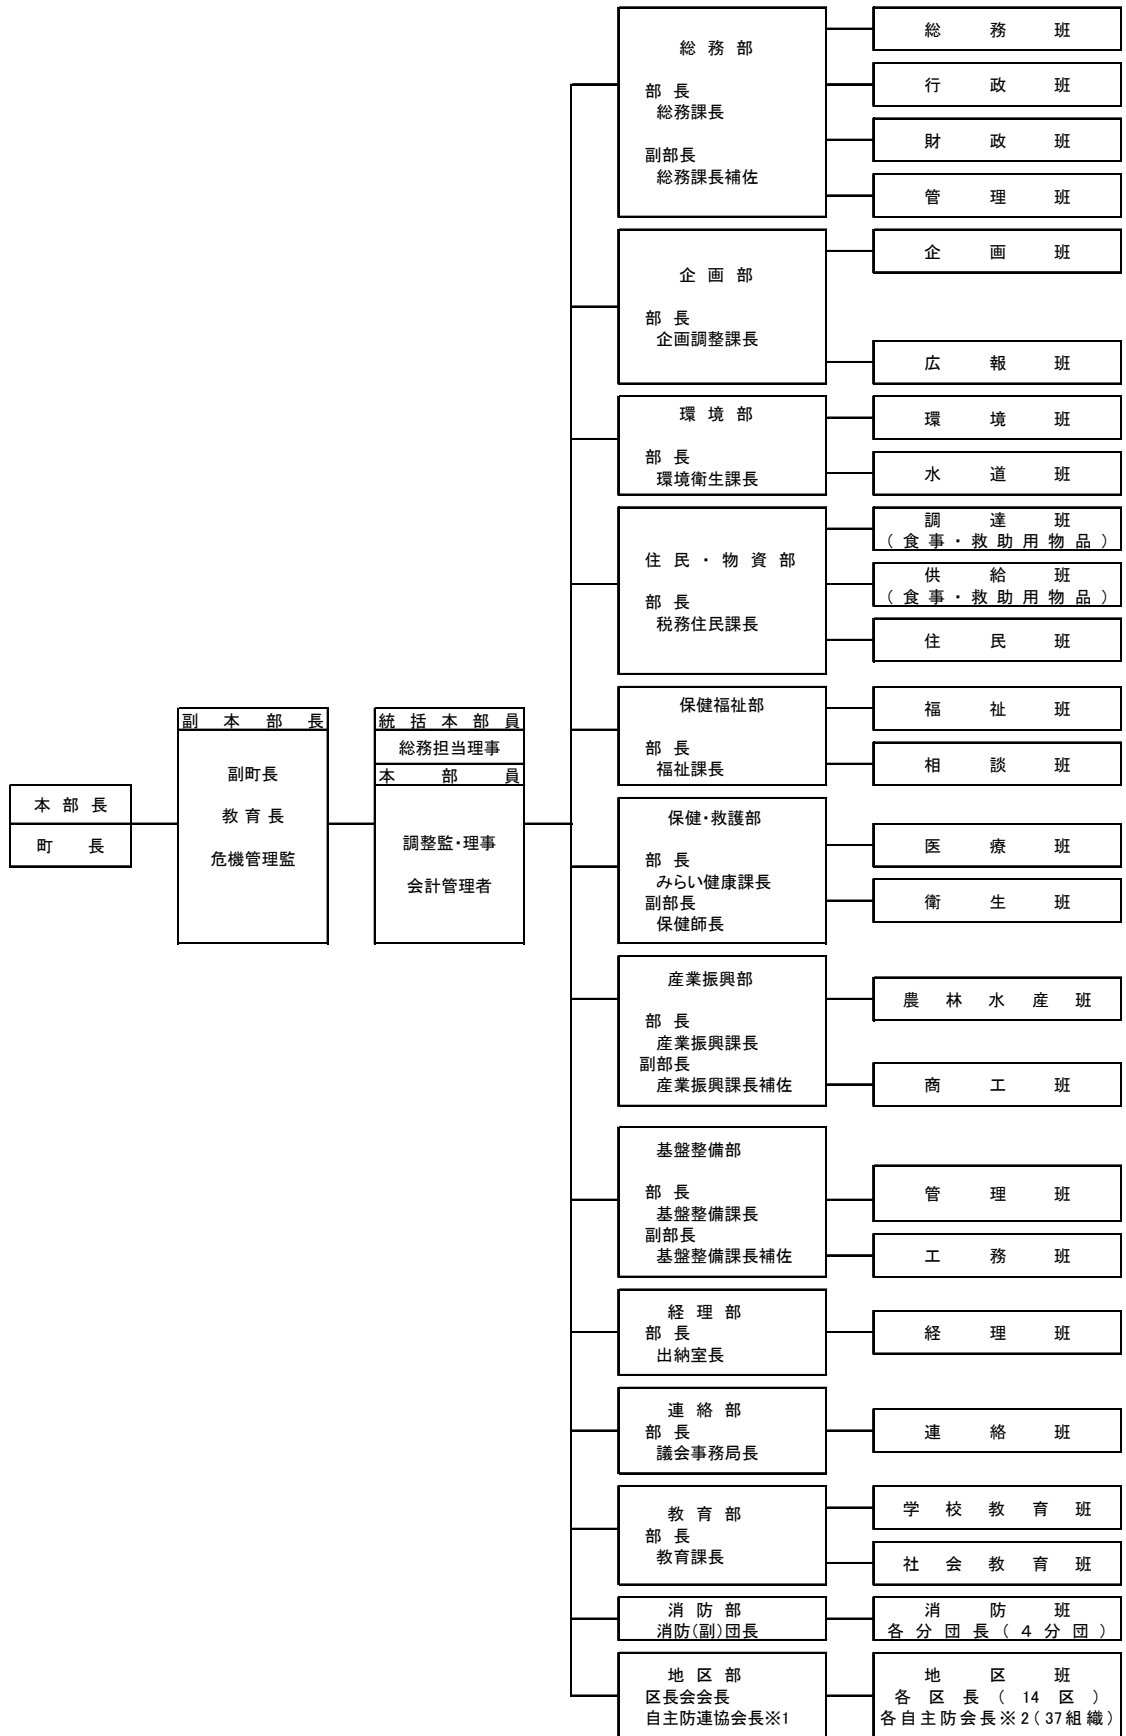 本部長
町長
副本部長
副町長
教育長
危機管理監
統括本部員
総務担当理事
本部員
調整監・理事
会計管理者
総務部
部長
総務課長
副部長
総務課長補佐
総務班
行政班
財政班
管理班
企画部
部長
企画調整課長
企画班
広報班
環境部
部長
環境衛生課長
環境班
水道班
住民・物資部
部長
税務住民課長
調達班
(食事・救助用物品)
供給班
(食事・救助用物品)
住民班
保健福祉部
部長
福祉課長
福祉班
相談班
保健・救護部
部長
みらい健康課長
副部長
保健師長
医療班
衛生班
産業振興部
部長
産業振興課長
副部長
産業振興課長補佐
農林水産班
商工班
基盤整備部
部長
基盤整備課長
副部長
基盤整備課長補佐
管理班
工務班
経理部
部長
出納室長
経理班
連絡部
部長
議会事務局長
連絡班
教育部
部長
教育課長
学校教育班
社会教育班
消防部
消防(副)団長
消防班
各分団長(4分団)
地区部
区長会会長
自主防連協会長※1
地区班
各区長(14区)
各自主防会長※2(37組織)